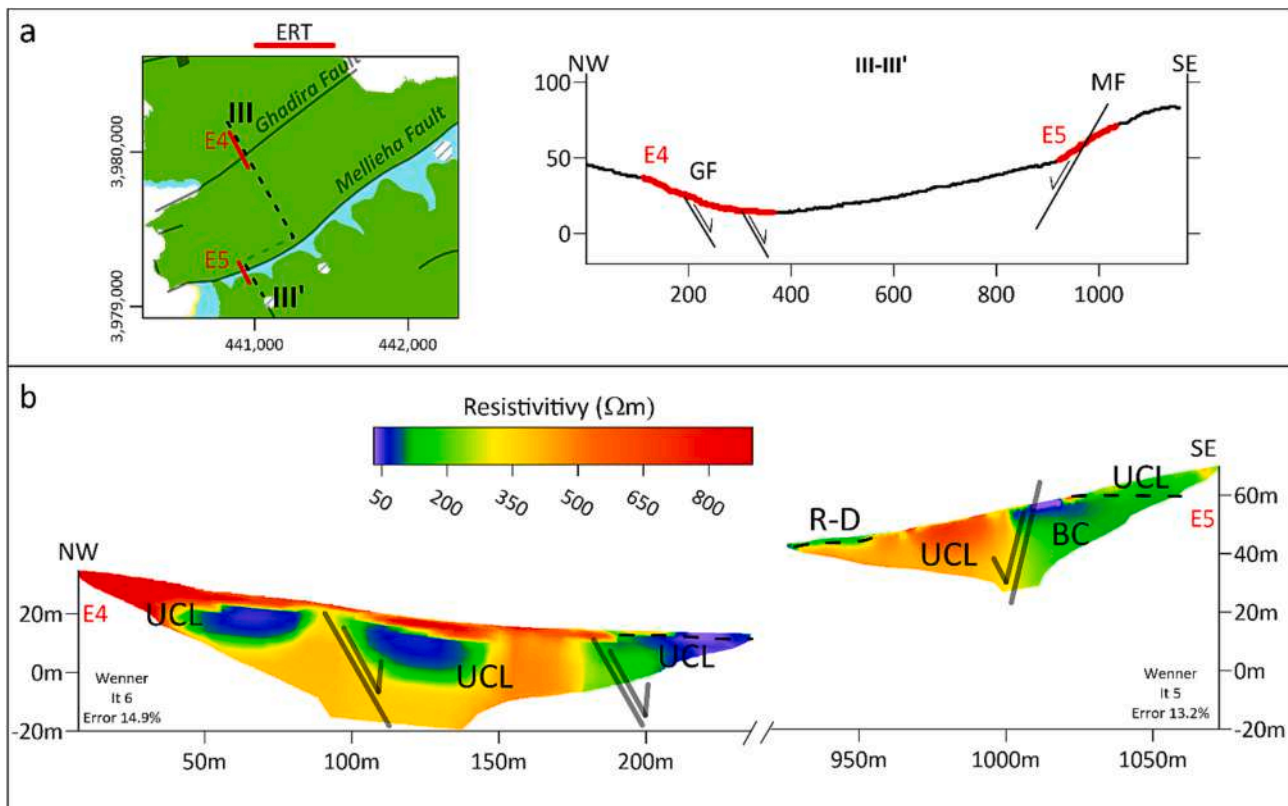 a
ERT
Ghadira Fault
III
E4
Mellieha Fault
E5
III'
3,980,000
3,979,000
441,000
442,000
NW
III-III'
SE
MF
100
E5
E4
50
GF
0
200
400
600
800
1000
b
Resistivitivy (Ωm)
50
200
350
500
650
800
SE
UCL
60m
R-D
E5
BC
NW
UCL
40m
20m
UCL
20m
E4
UCL
UCL
0m
0m
Wenner
It 6
Error 14.9%
Wenner
It 5
Error 13.2%
-20m
-20m
50m
100m
150m
200m
950m
1000m
1050m